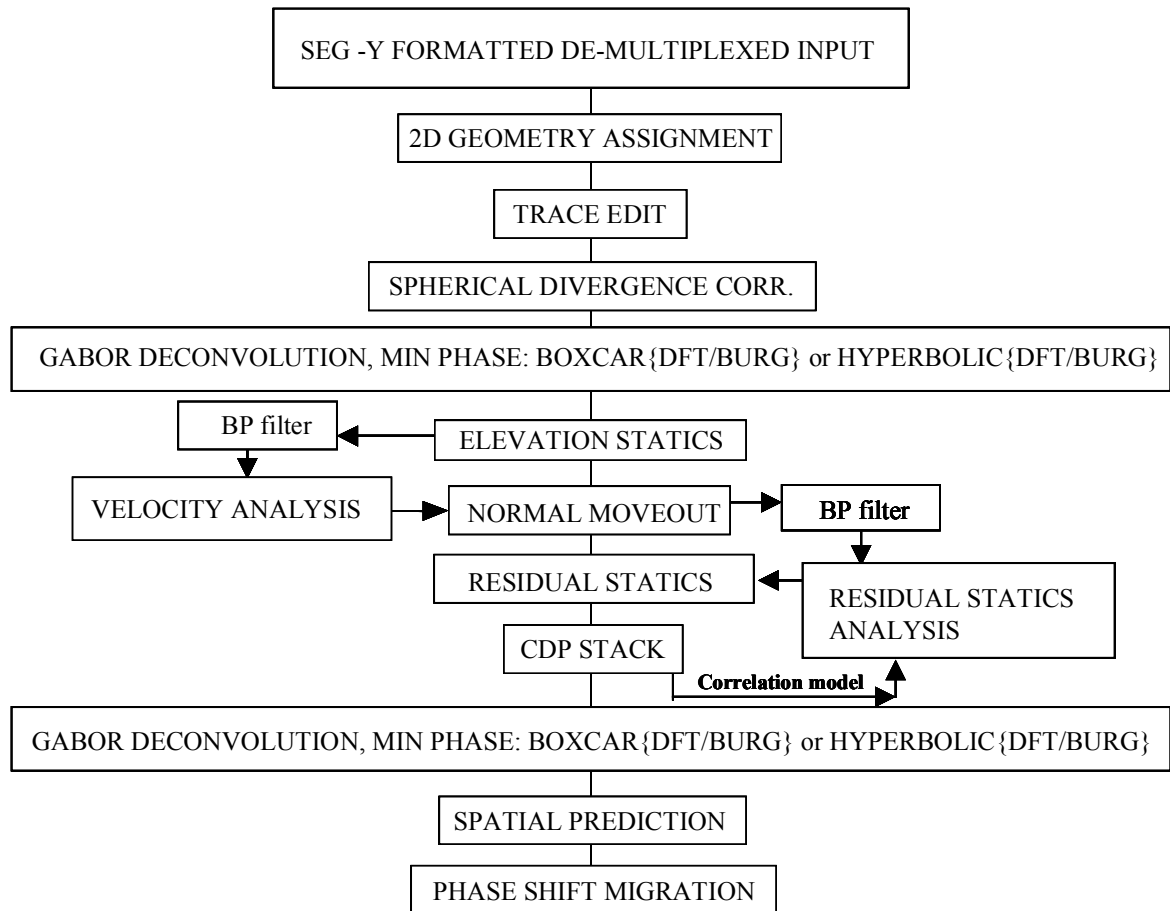 SEG -Y FORMATTED DE-MULTIPLEXED INPUT
2D GEOMETRY ASSIGNMENT
TRACE EDIT
SPHERICAL DIVERGENCE CORR.
GABOR DECONVOLUTION, MIN PHASE: BOXCAR{DFT/BURG} or HYPERBOLIC{DFT/BURG}
BP filter
ELEVATION STATICS
VELOCITY ANALYSIS
NORMAL MOVEOUT
BP filter
RESIDUAL STATICS
RESIDUAL STATICS
ANALYSIS
CDP STACK
Correlation model
GABOR DECONVOLUTION, MIN PHASE: BOXCAR{DFT/BURG} or HYPERBOLIC{DFT/BURG}
SPATIAL PREDICTION
PHASE SHIFT MIGRATION